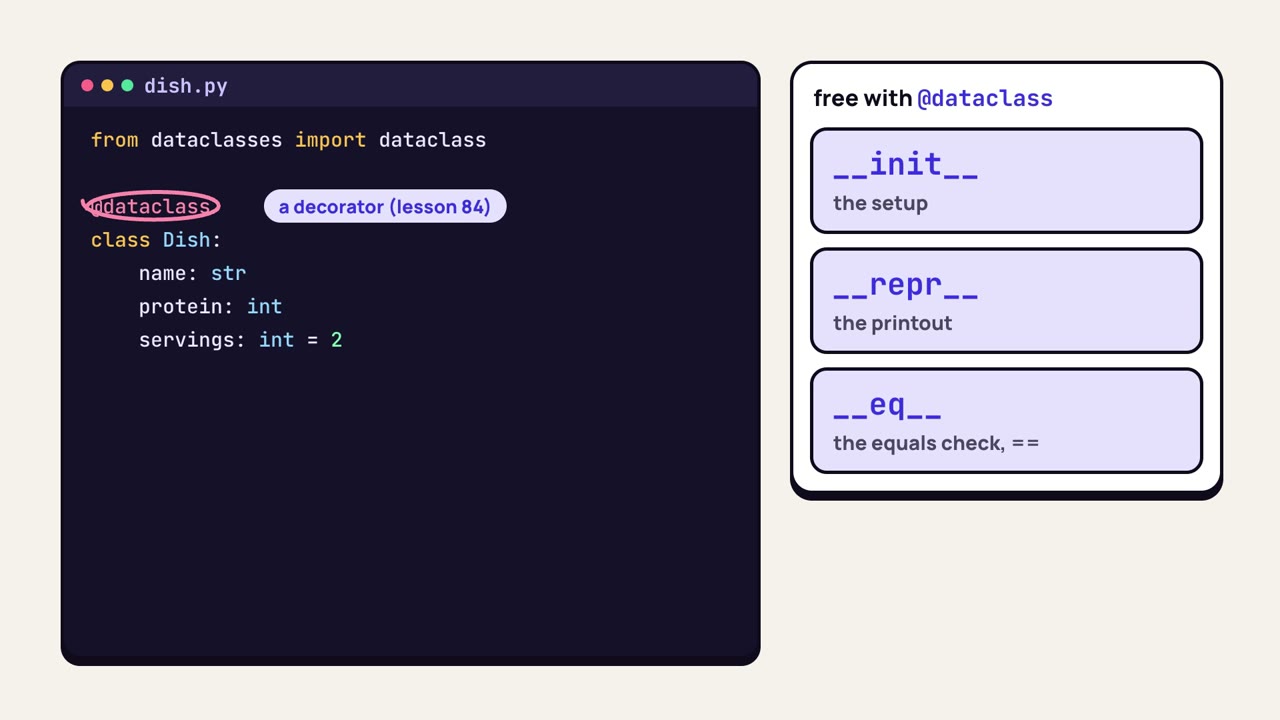 dish.py
from dataclasses import dataclass
@dataclass
a decorator (lesson 84)
class Dish:
    name: str
    protein: int
    servings: int = 2
free with @dataclass
__init__
the setup
__repr__
the printout
__eq__
the equals check, ==